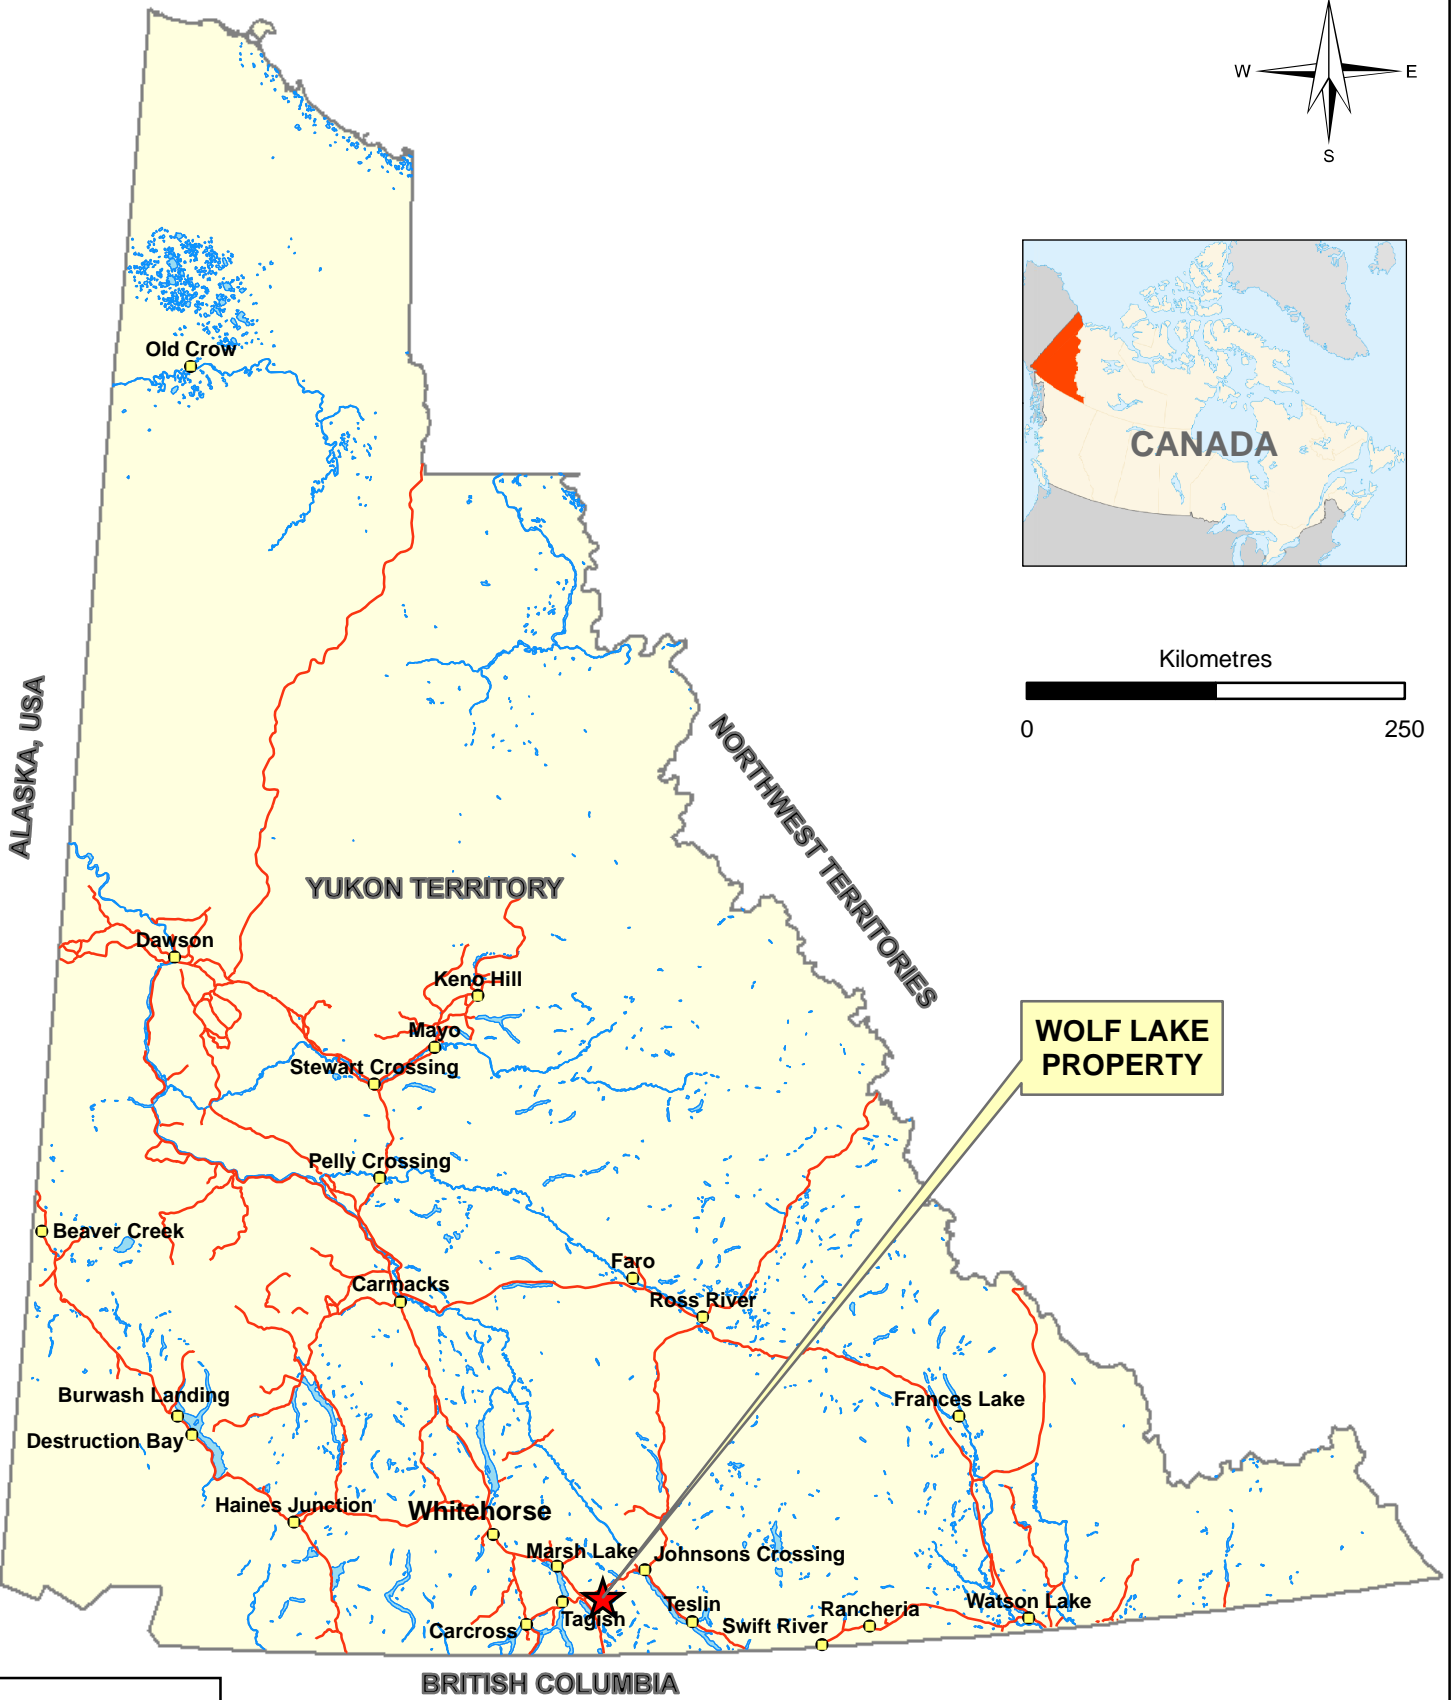 W
E
S
Old Crow
CANADA
Kilometres
0
250
ALASKA, USA
NORTHWEST TERRITORIES
YUKON TERRITORY
Dawson
Keno Hill
WOLF LAKE
PROPERTY
Mayo
Stewart Crossing
Pelly Crossing
Beaver Creek
Faro
Carmacks
Ross River
Burwash Landing
Frances Lake
Destruction Bay
Haines Junction
Whitehorse
Marsh Lake
Johnsons Crossing
Tagish
Teslin
Rancheria
Watson Lake
Carcross
Swift River
BRITISH COLUMBIA